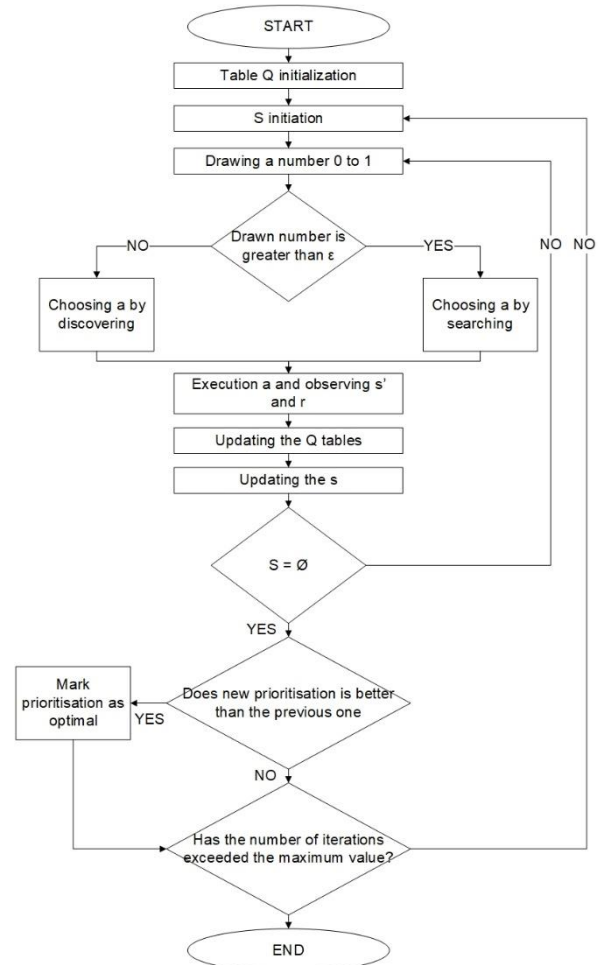 START
Table Q initialization
S initiation
Drawing a number 0 to 1
Drawn number is
greater than ε
NO
YES
NO
NO
Choosing a by
discovering
Choosing a by
searching
Execution a and observing s'
and r
Updating the Q tables
Updating the s
S = Ø
YES
Does new prioritisation is better
than the previous one
Mark
prioritisation as
optimal
YES
NO
Has the number of iterations
exceeded the maximum value?
END